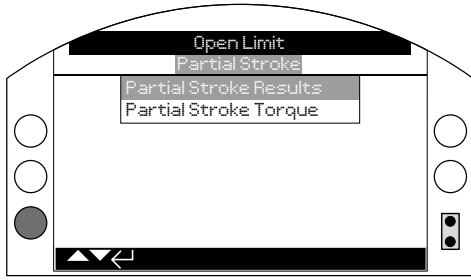 Open Limit
Partial Stroke
Partial Stroke Results
Partial Stroke Torque